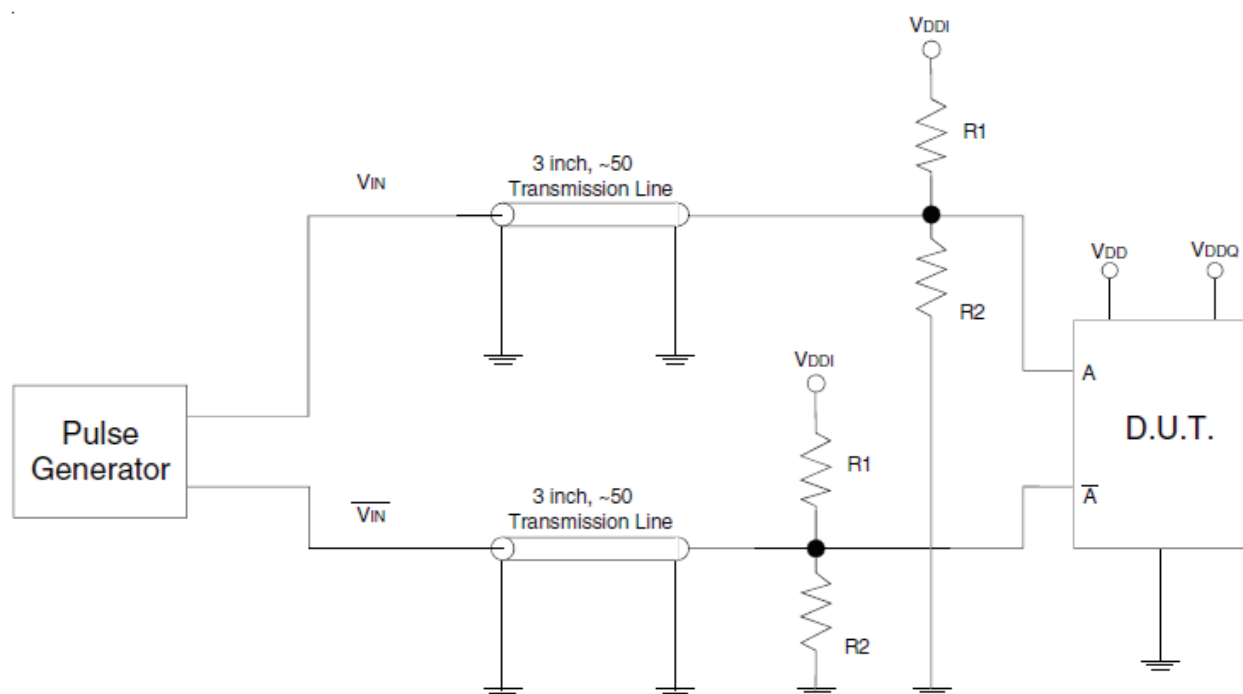 VDDI
R1
3 inch, ~50
Transmission Line
VIN
VDD
VDDQ
R2
VDDI
A
Pulse
Generator
D.U.T.
R1
3 inch, ~50
Transmission Line
V̅I̅N̅
A̅
R2